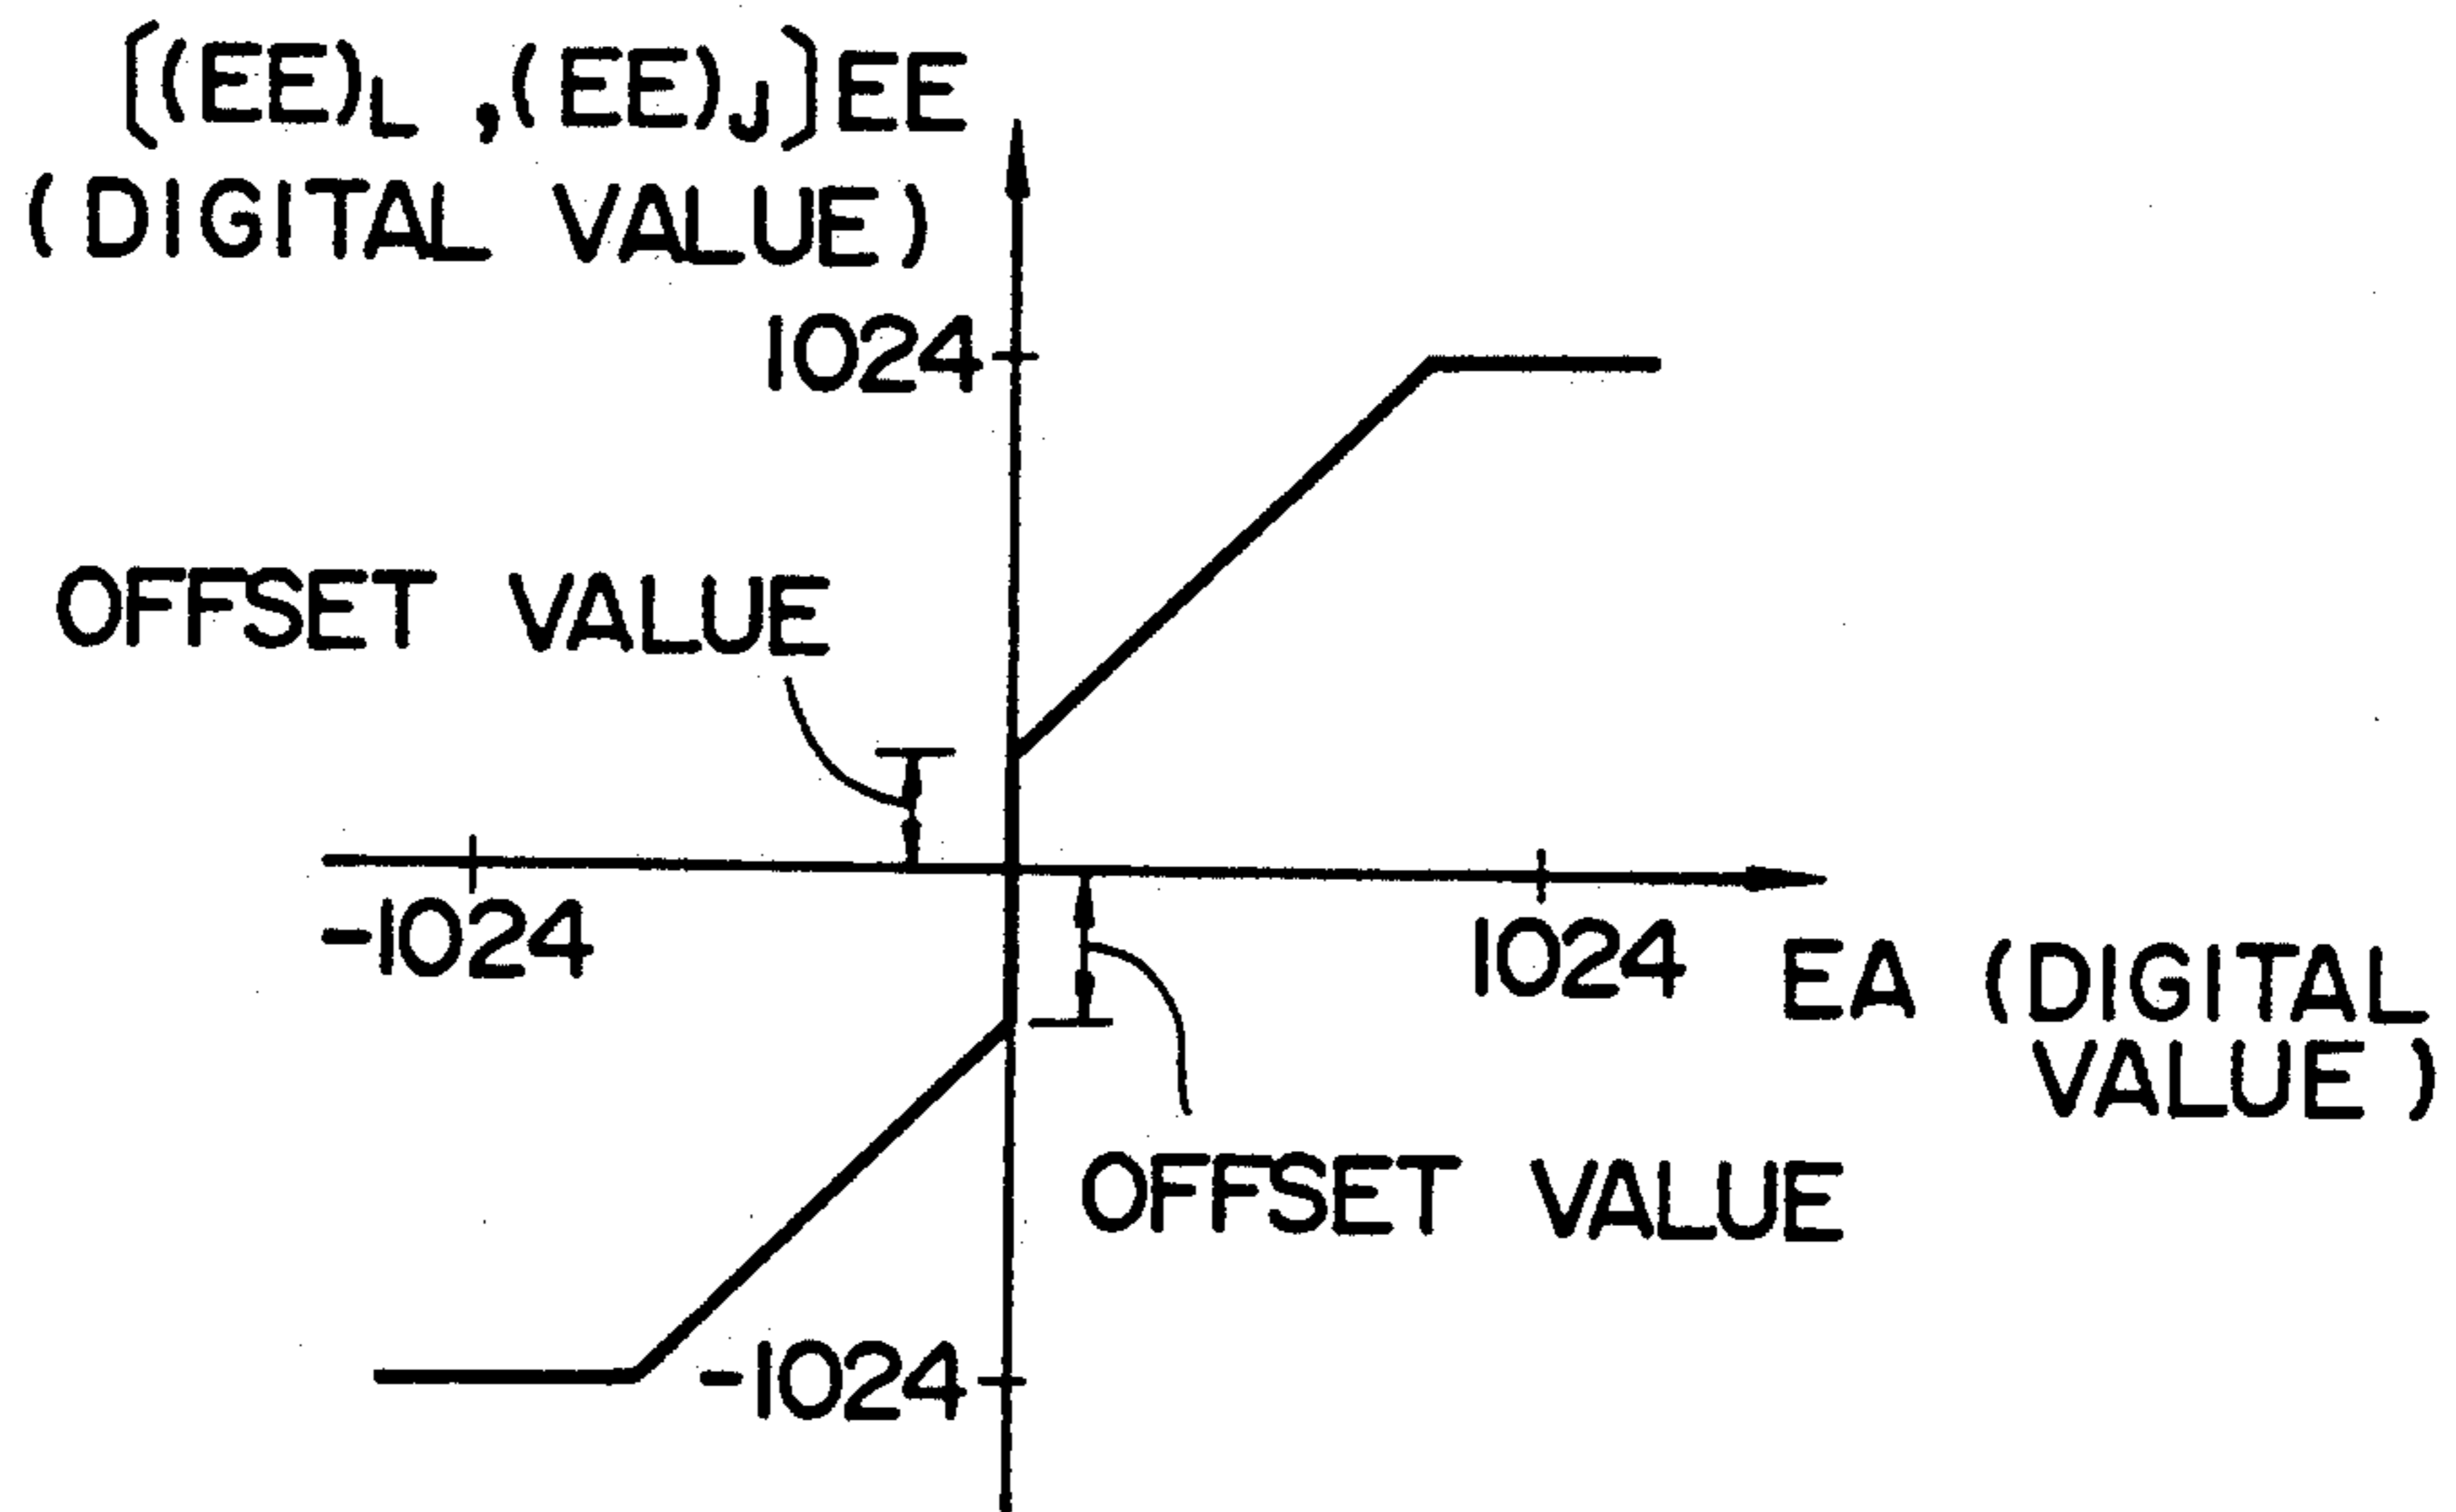 [(EE)L ,(EE)J]EE
(DIGITAL VALUE)
1024
OFFSET VALUE
-1024
1024
EA (DIGITAL
VALUE)
OFFSET VALUE
-1024